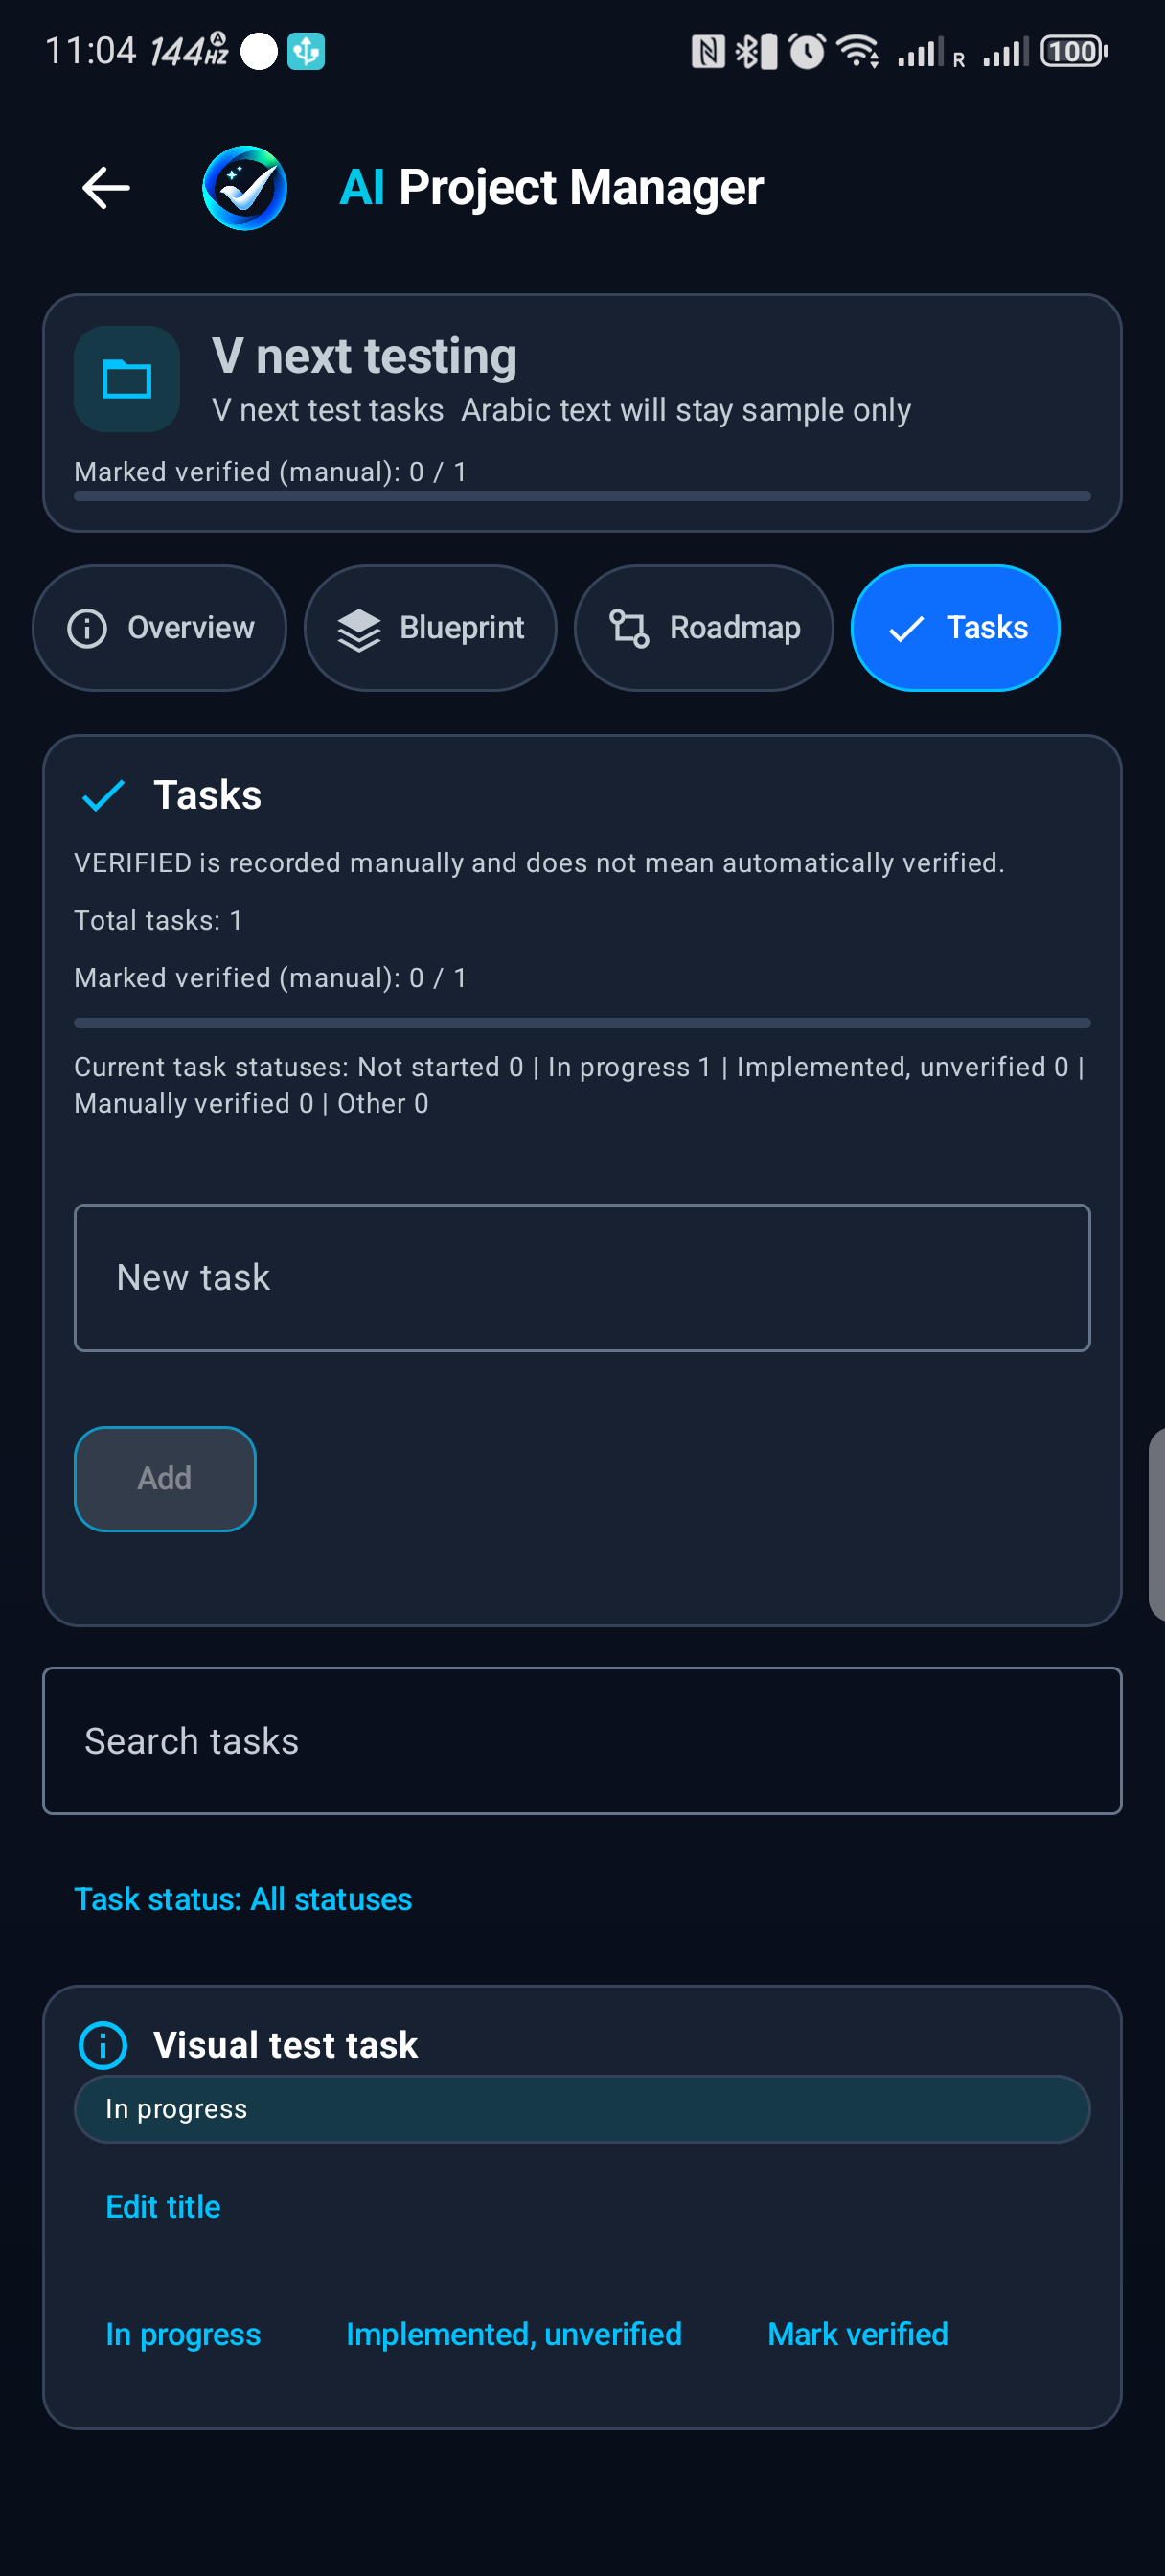 11:04 144HZ A R 100
AI Project Manager
V next testing
V next test tasks  Arabic text will stay sample only
Marked verified (manual): 0 / 1
Overview Blueprint Roadmap Tasks
Tasks
VERIFIED is recorded manually and does not mean automatically verified.
Total tasks: 1
Marked verified (manual): 0 / 1
Current task statuses: Not started 0 | In progress 1 | Implemented, unverified 0 |
Manually verified 0 | Other 0
New task
Add
Search tasks
Task status: All statuses
Visual test task
In progress
Edit title
In progress Implemented, unverified Mark verified